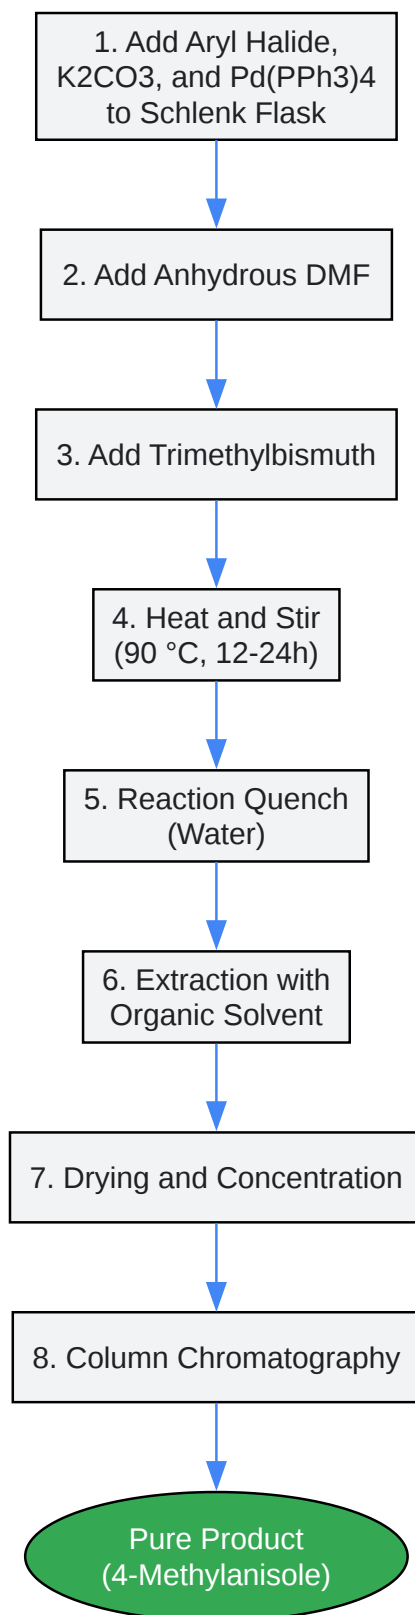 1. Add Aryl Halide,
K2CO3, and Pd(PPh3)4
to Schlenk Flask
2. Add Anhydrous DMF
3. Add Trimethylbismuth
4. Heat and Stir
(90 °C, 12-24h)
5. Reaction Quench
(Water)
6. Extraction with
Organic Solvent
7. Drying and Concentration
8. Column Chromatography
Pure Product
(4-Methylanisole)